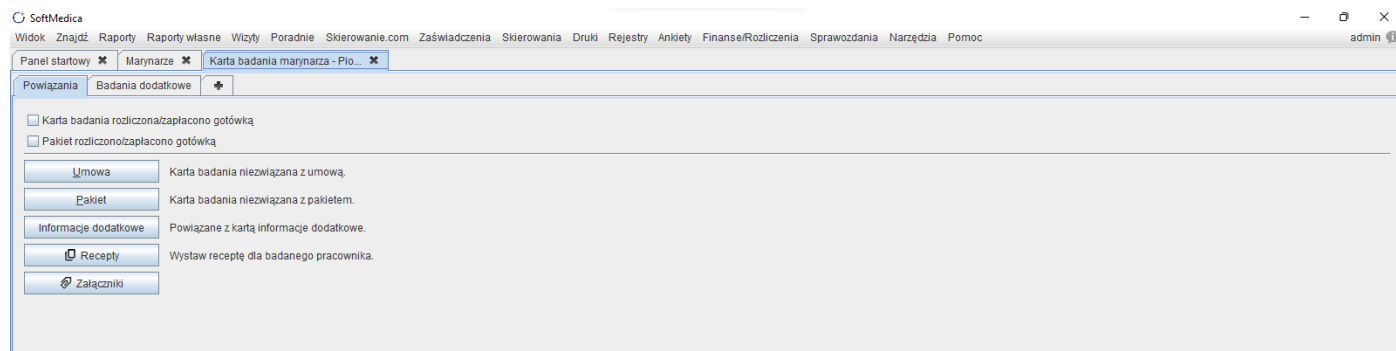 SoftMedica
Widok Znajdź Raporty Raporty własne Wizyty Poradnie Skierowanie.com Zaświadczenia Skierowania Druki Rejestry Ankiety Finanse/Rozliczenia Sprawozdania Narzędzia Pomoc admin
Panel startowy Marynarze Karta badania marynarza - Pio...
Powiązania Badania dodatkowe
Karta badania rozliczona/zapłacono gotówką
Pakiet rozliczono/zapłacono gotówką
Umowa Karta badania niezwiązana z umową.
Pakiet Karta badania niezwiązana z pakietem.
Informacje dodatkowe Powiązane z kartą informacje dodatkowe.
Recepty Wystaw receptę dla badanego pracownika.
Załączniki